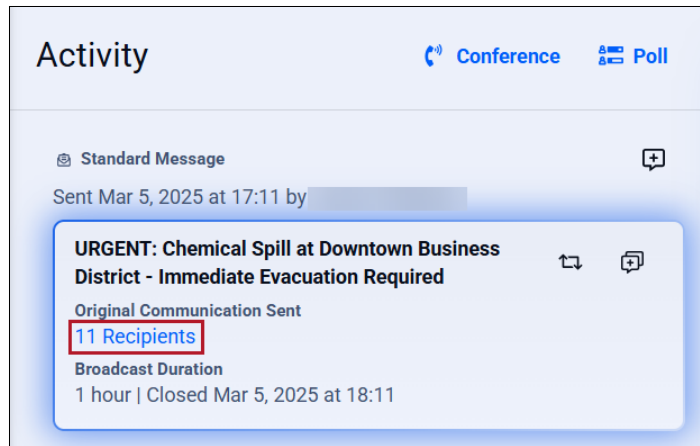 Activity
Conference
Poll
Standard Message
Sent Mar 5, 2025 at 17:11 by
URGENT: Chemical Spill at Downtown Business
District - Immediate Evacuation Required
Original Communication Sent
11 Recipients
Broadcast Duration
1 hour | Closed Mar 5, 2025 at 18:11